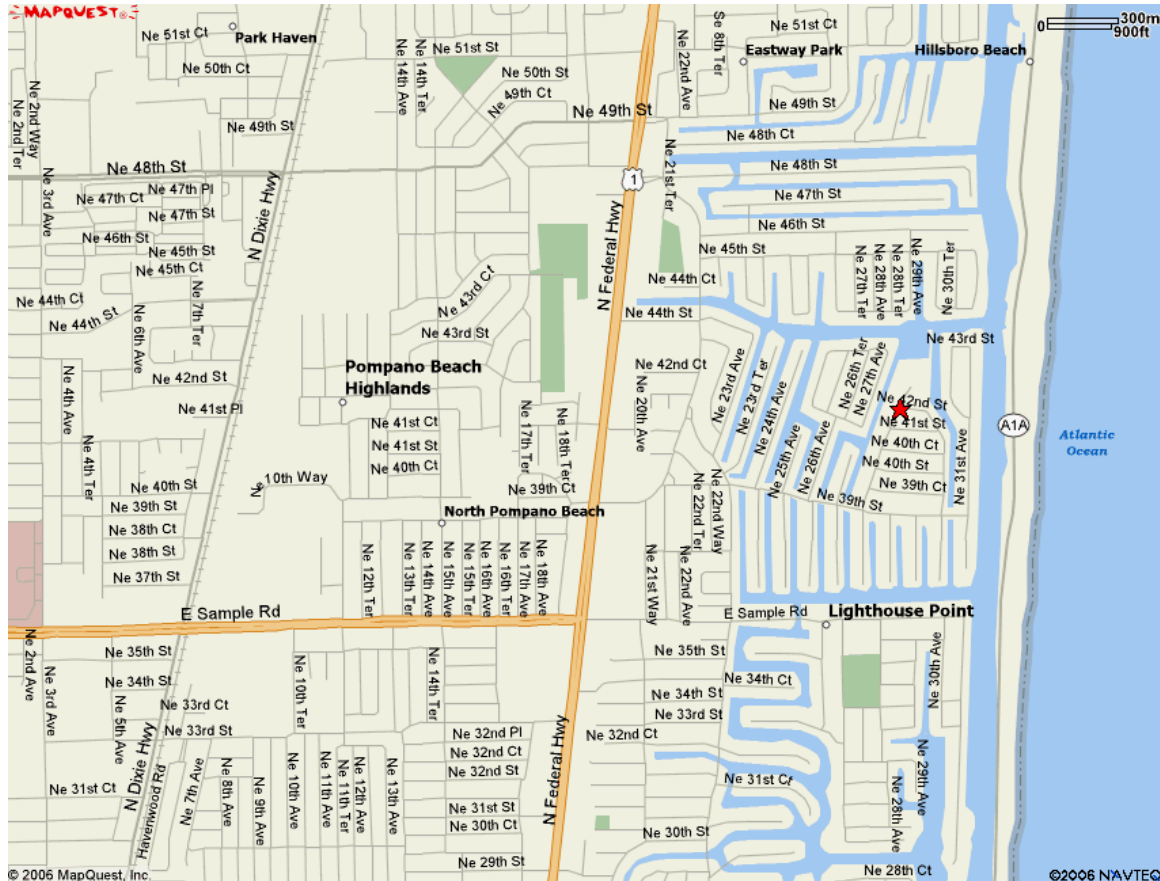 MAPQUEST
Ne 51st Ct
Park Haven
Ne 50th Ct
Ne 49th St
Ne 2nd Way
Ne 2nd Ter
Ne 14th Ave
Ne 14th Ter
Ne 51st St
Ne 50th St
Ne 49th Ct
Ne 49th St
Ne 22nd Ave
Se 8th Ter
Ne 51st Ct
Eastway Park
Hillsboro Beach
0 300m
900ft
Ne 49th St
Ne 48th Ct
Ne 48th St
Ne 47th St
Ne 46th St
Ne 45th St
Ne 21st Ter
1
Ne 48th St
Ne 3rd Ave
Ne 47th Pl
Ne 47th Ct
Ne 47th St
Ne 46th St
Ne 45th St
Ne 45th Ct
N Dixie Hwy
N Federal Hwy
Ne 44th Ct
Ne 44th St
Ne 6th Ave
Ne 7th Ter
Ne 43rd Ct
Ne 43rd St
Ne 44th Ct
Ne 44th St
Ne 27th Ter
Ne 28th Ave
Ne 28th Ter
Ne 29th Ave
Ne 30th Ter
Ne 43rd St
Ne 42nd St
Ne 41st Pl
Ne 4th Ave
Ne 4th Ter
Pompano Beach
Highlands
Ne 41st Ct
Ne 41st St
Ne 40th Ct
Ne 17th Ter
Ne 18th Ter
Ne 39th Ct
Ne 42nd Ct
Ne 20th Ave
Ne 23rd Ave
Ne 23rd Ter
Ne 24th Ave
Ne 25th Ave
Ne 26th Ave
Ne 26th Ter
Ne 27th Ave
Ne 42nd St
Ne 41st St
Ne 40th Ct
Ne 40th St
Ne 39th Ct
Ne 39th St
Ne 31st Ave
A1A
Atlantic
Ocean
Ne 40th St
Ne 39th St
Ne 38th Ct
Ne 38th St
Ne 37th St
N 10th Way
North Pompano Beach
Ne 12th Ter
Ne 13th Ter
Ne 14th Ave
Ne 15th Ave
Ne 15th Ter
Ne 16th Ave
Ne 16th Ter
Ne 17th Ave
Ne 18th Ave
Ne 22nd Ter
Ne 22nd Way
Ne 21st Way
Ne 22nd Ave
E Sample Rd
E Sample Rd
Lighthouse Point
Ne 2nd Ave
Ne 3rd Ave
Ne 35th St
Ne 34th St
Ne 5th Ave
Ne 33rd Ct
Ne 33rd St
Ne 10th Ter
Ne 14th Ter
Ne 32nd Pl
Ne 32nd Ct
Ne 32nd St
Ne 31st St
Ne 30th Ct
Ne 29th St
Ne 31st Ct
N Dixie Hwy
Havenwood Rd
Ne 7th Ave
Ne 8th Ave
Ne 9th Ave
Ne 10th Ave
Ne 11th Ave
Ne 11th Ter
Ne 12th Ave
Ne 13th Ave
N Federal Hwy
Ne 35th St
Ne 34th St
Ne 33rd St
Ne 32nd Ct
Ne 34th Ct
Ne 31st Ct
Ne 30th St
Ne 30th Ave
Ne 29th Ave
Ne 28th Ave
Ne 28th Ct
© 2006 MapQuest, Inc.
©2006 NAVTEQ